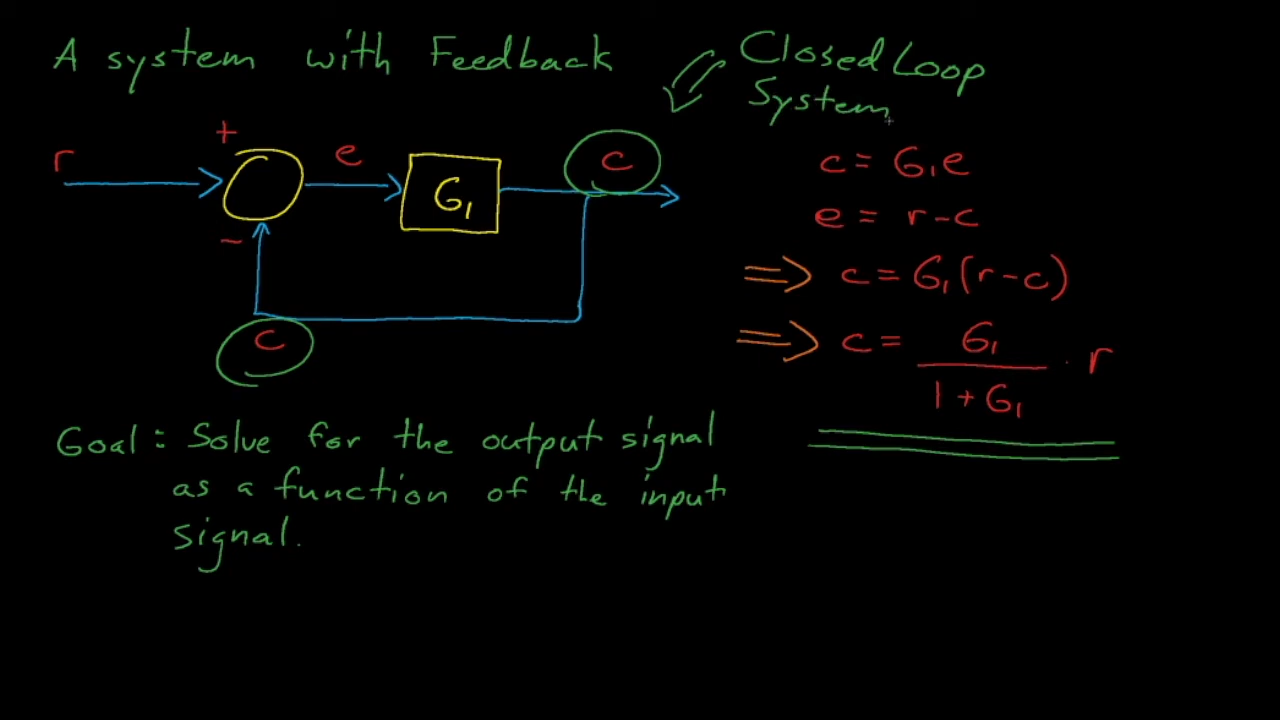 A system with Feedback
Closed Loop
System
r
+
-
e
G₁
c
c
c = G₁e
e = r-c
⇒ c = G₁(r-c)
⇒ c = G₁ / 1 + G₁ · r
Goal: Solve for the output signal
as a function of the input
signal.